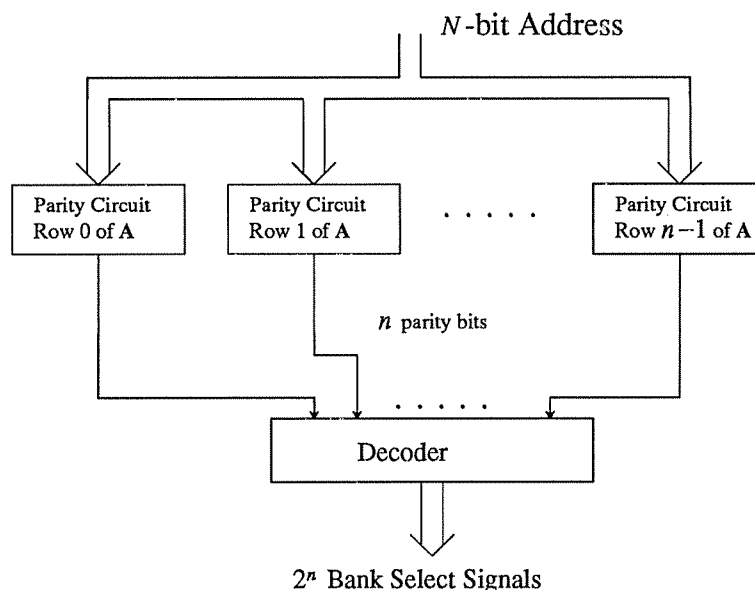 N-bit Address
Parity Circuit
Row 0 of A
Parity Circuit
Row 1 of A
. . . . .
Parity Circuit
Row n−1 of A
n parity bits
. . . . .
Decoder
2ⁿ Bank Select Signals